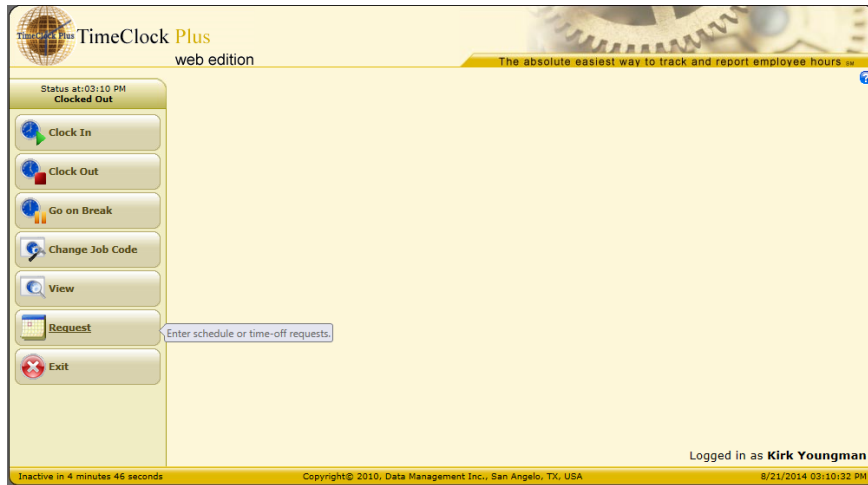 TimeClock Plus
TimeClock Plus
web edition
The absolute easiest way to track and report employee hours SM
?
Status at:03:10 PM
Clocked Out
Clock In
Clock Out
Go on Break
Change Job Code
View
Request
Enter schedule or time-off requests.
Exit
Logged in as Kirk Youngman
Inactive in 4 minutes 46 seconds
Copyright© 2010, Data Management Inc., San Angelo, TX, USA
8/21/2014 03:10:32 PM